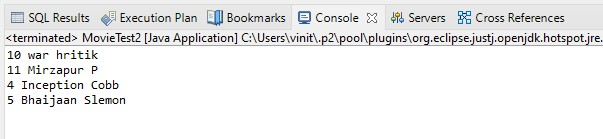 SQL Results Execution Plan Bookmarks Console Servers Cross References
<terminated> MovieTest2 [Java Application] C:\Users\vinit\.p2\pool\plugins\org.eclipse.justj.openjdk.hotspot.jre.
10 war hritik
11 Mirzapur P
4 Inception Cobb
5 Bhaijaan Slemon